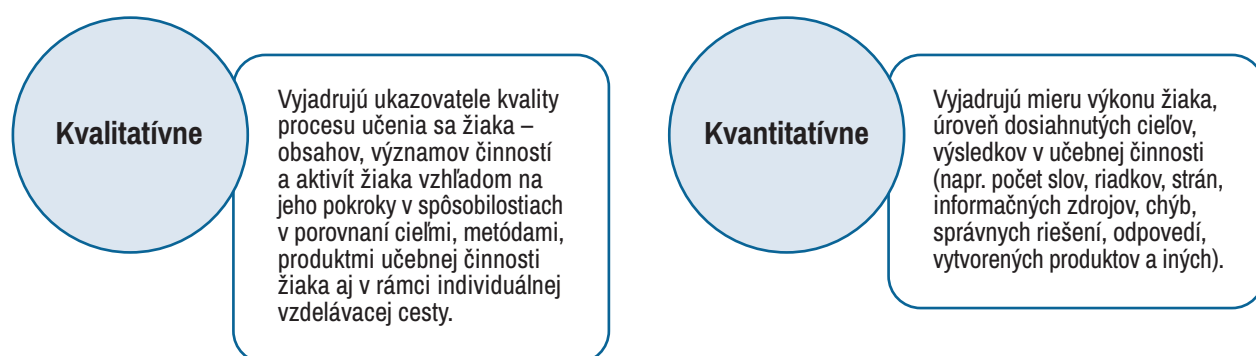 Kvalitatívne
Vyjadrujú ukazovatele kvality
procesu učenia sa žiaka –
obsahov, významov činností
a aktivít žiaka vzhľadom na
jeho pokroky v spôsobilostiach
v porovnaní cieľmi, metódami,
produktmi učebnej činnosti
žiaka aj v rámci individuálnej
vzdelávacej cesty.
Kvantitatívne
Vyjadrujú mieru výkonu žiaka,
úroveň dosiahnutých cieľov,
výsledkov v učebnej činnosti
(napr. počet slov, riadkov, strán,
informačných zdrojov, chýb,
správnych riešení, odpovedí,
vytvorených produktov a iných).